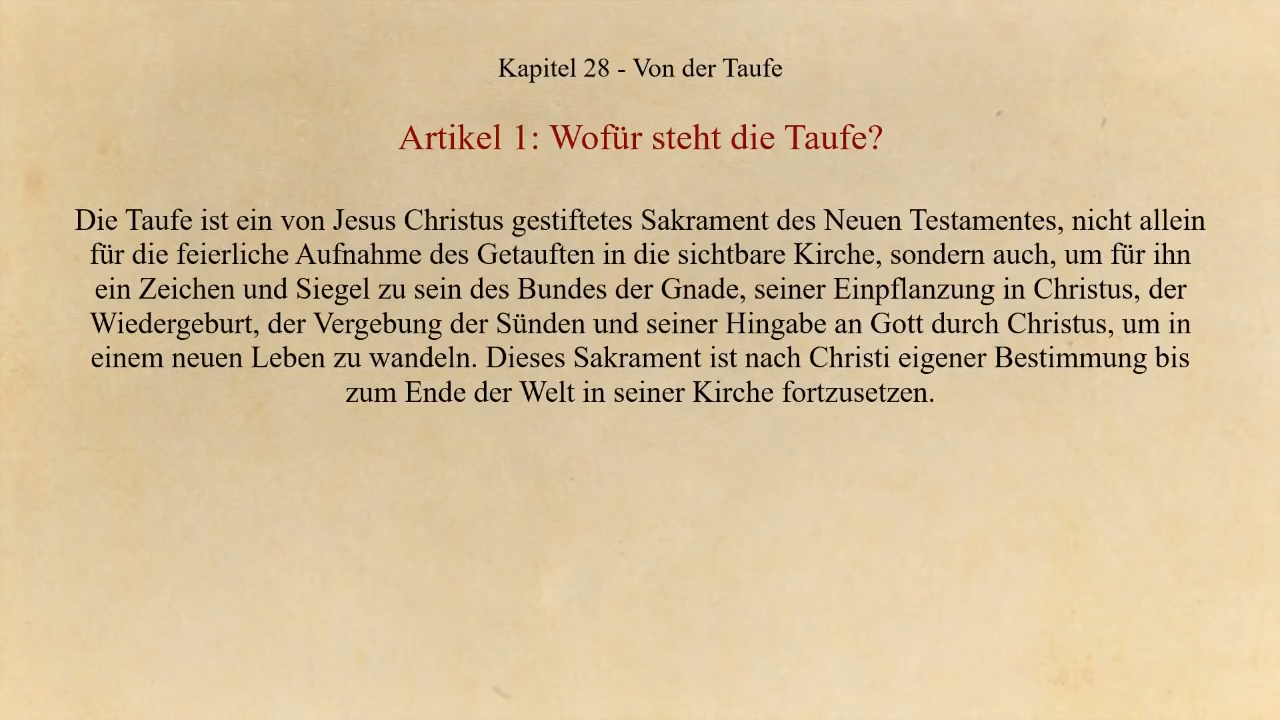 Kapitel 28 - Von der Taufe
Artikel 1: Wofür steht die Taufe?
Die Taufe ist ein von Jesus Christus gestiftetes Sakrament des Neuen Testamentes, nicht allein
für die feierliche Aufnahme des Getauften in die sichtbare Kirche, sondern auch, um für ihn
ein Zeichen und Siegel zu sein des Bundes der Gnade, seiner Einpflanzung in Christus, der
Wiedergeburt, der Vergebung der Sünden und seiner Hingabe an Gott durch Christus, um in
einem neuen Leben zu wandeln. Dieses Sakrament ist nach Christi eigener Bestimmung bis
zum Ende der Welt in seiner Kirche fortzusetzen.